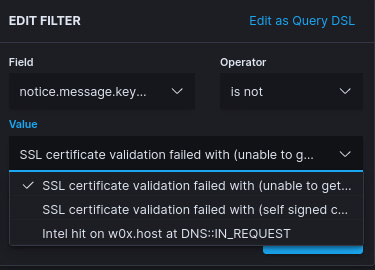 EDIT FILTER Edit as Query DSL
Field Operator
notice.message.key... is not
Value
SSL certificate validation failed with (unable to g...
SSL certificate validation failed with (unable to get...
SSL certificate validation failed with (self signed c...
Intel hit on w0x.host at DNS::IN_REQUEST